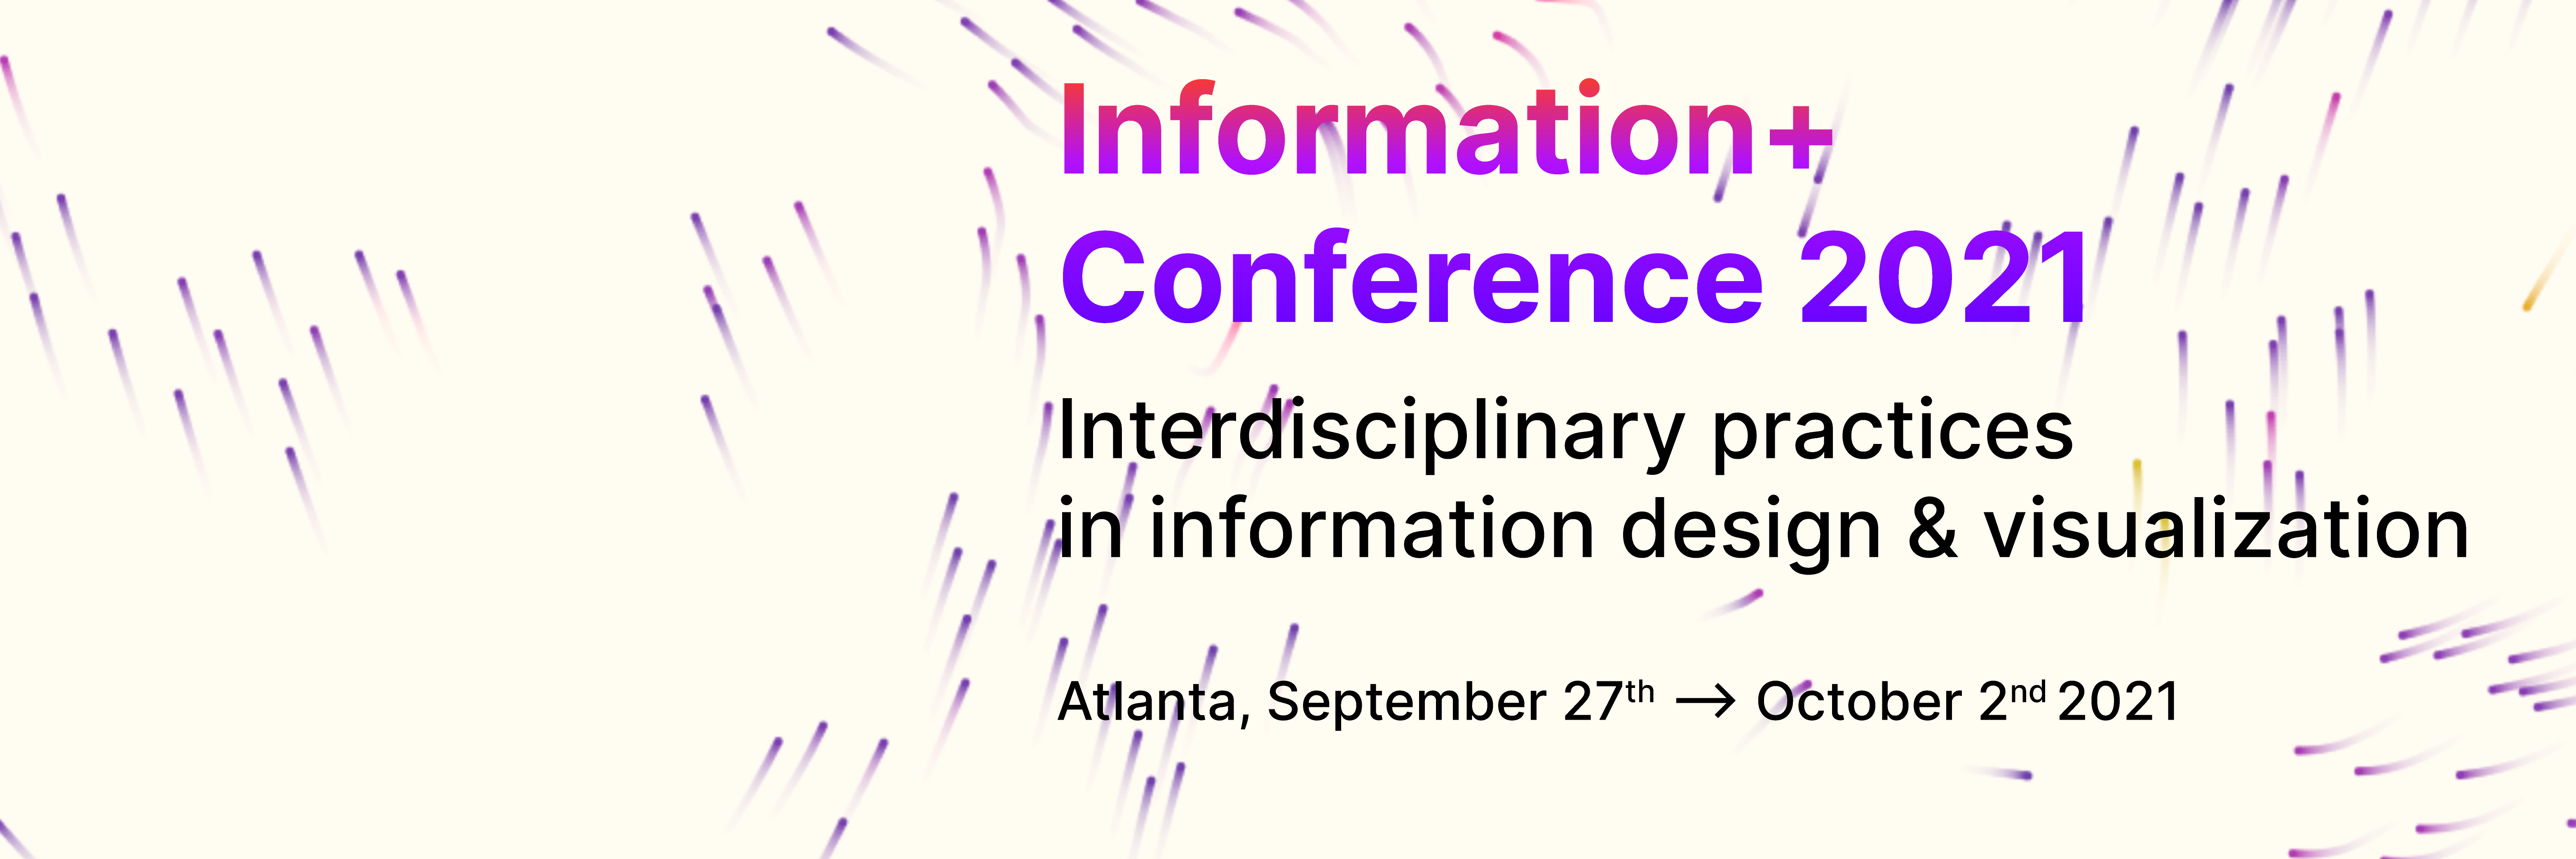 Information+
Conference 2021
Interdisciplinary practices
in information design & visualization
Atlanta, September 27th → October 2nd 2021